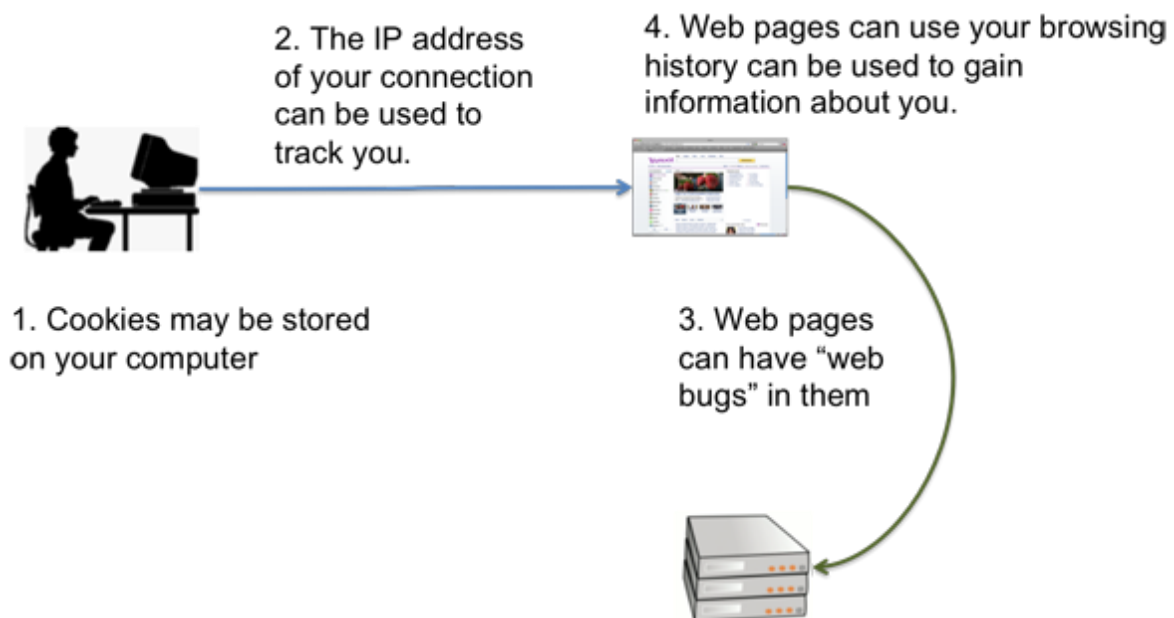 2. The IP address
of your connection
can be used to
track you.
4. Web pages can use your browsing
history can be used to gain
information about you.
1. Cookies may be stored
on your computer
3. Web pages
can have “web
bugs” in them